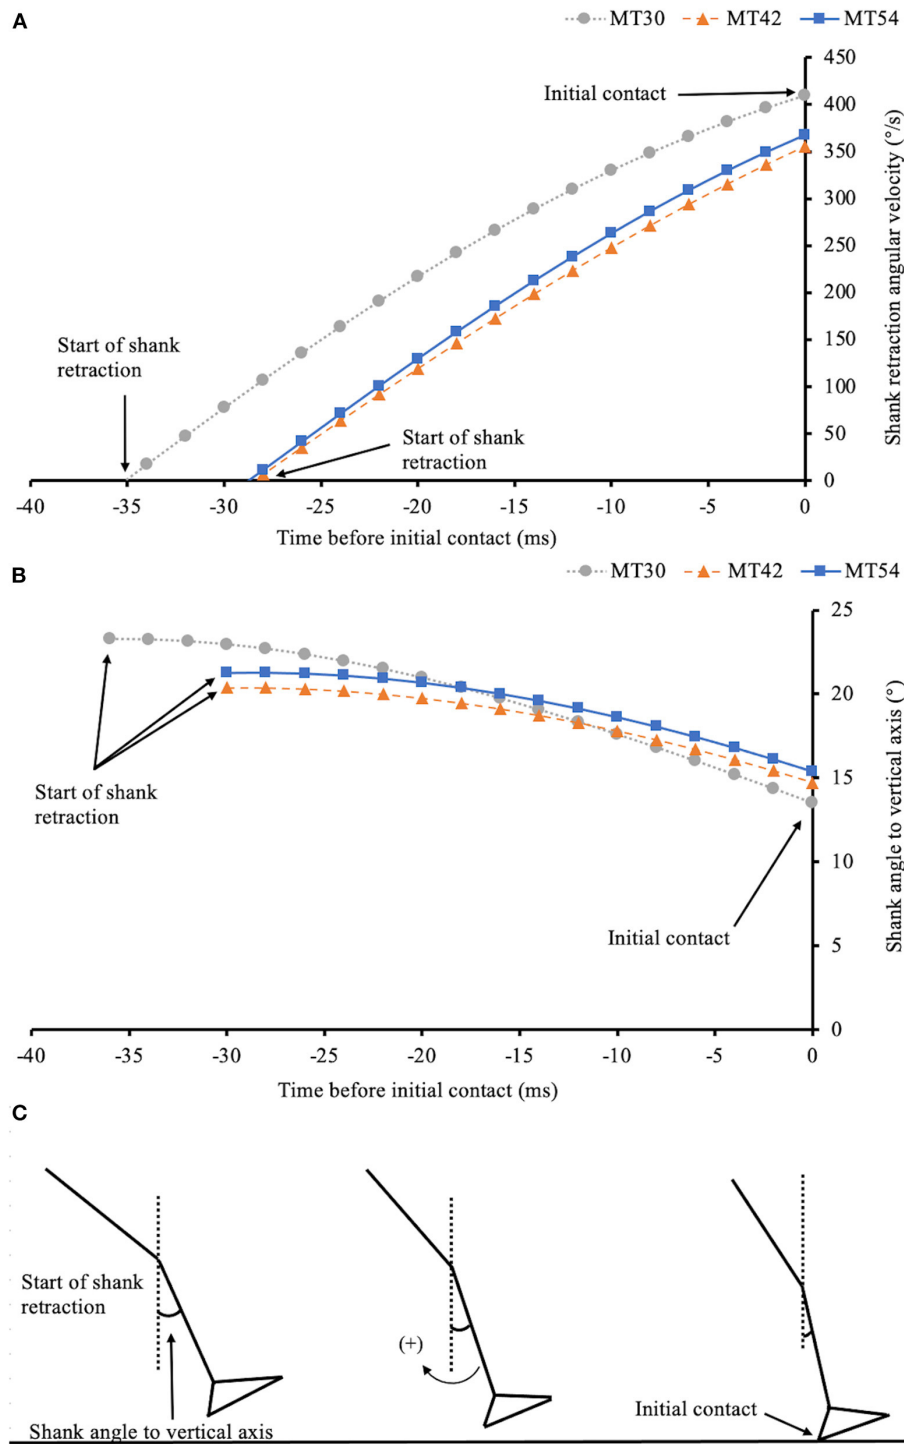 A
MT30 MT42 MT54
450
400
350
300
250
200
150
100
50
0
Shank retraction angular velocity (°/s)
Initial contact
Start of shank
retraction
Start of shank
retraction
-40 -35 -30 -25 -20 -15 -10 -5 0
Time before initial contact (ms)
B
MT30 MT42 MT54
25
20
15
10
5
0
Shank angle to vertical axis (°)
Start of shank
retraction
Initial contact
-40 -35 -30 -25 -20 -15 -10 -5 0
Time before initial contact (ms)
C
Start of shank
retraction
(+)
Initial contact
Shank angle to vertical axis